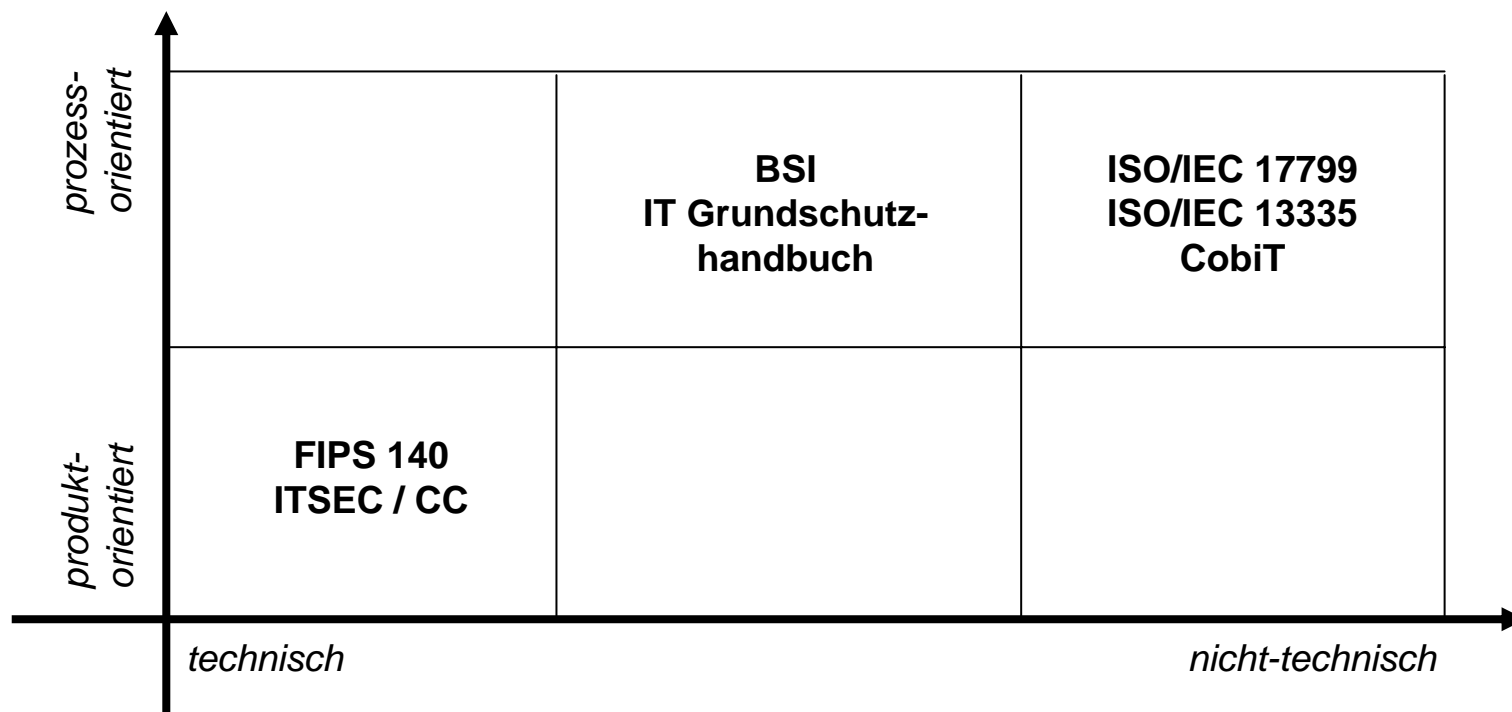 prozess-
orientiert
BSI
IT Grundschutz-
handbuch
ISO/IEC 17799
ISO/IEC 13335
CobiT
produkt-
orientiert
FIPS 140
ITSEC / CC
technisch
nicht-technisch